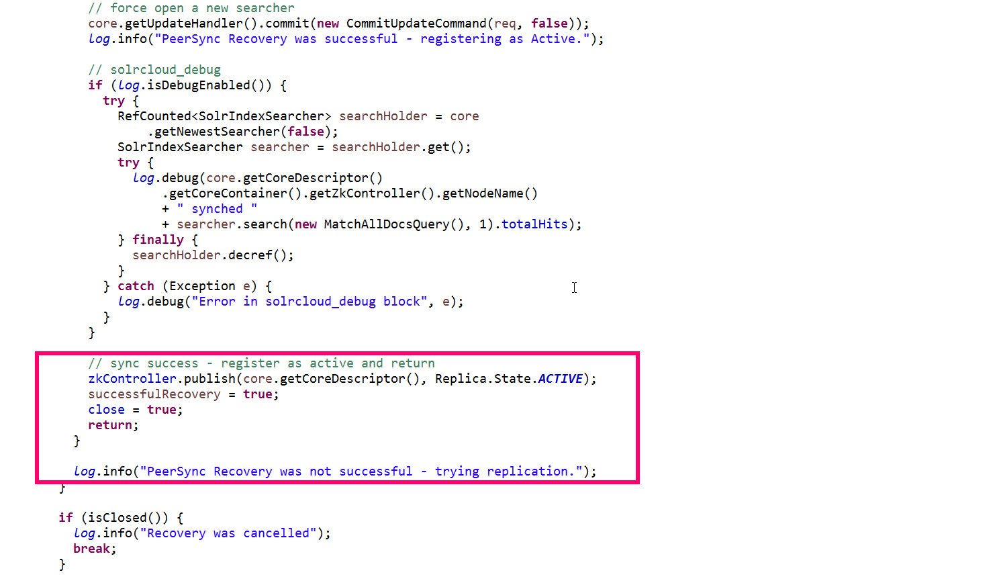 // force open a new searcher
core.getUpdateHandler().commit(new CommitUpdateCommand(req, false));
log.info("PeerSync Recovery was successful - registering as Active.");
// solrcloud_debug
if (log.isDebugEnabled()) {
try {
RefCounted<SolrIndexSearcher> searchHolder = core
.getNewestSearcher(false);
SolrIndexSearcher searcher = searchHolder.get();
try {
log.debug(core.getCoreDescriptor()
.getCoreContainer().getZkController().getNodeName()
+ " synched "
+ searcher.search(new MatchAllDocsQuery(), 1).totalHits);
} finally {
searchHolder.decref();
}
} catch (Exception e) {
log.debug("Error in solrcloud_debug block", e);
}
}
// sync success - register as active and return
zkController.publish(core.getCoreDescriptor(), Replica.State.ACTIVE);
successfulRecovery = true;
close = true;
return;
}
log.info("PeerSync Recovery was not successful - trying replication.");
}
if (isClosed()) {
log.info("Recovery was cancelled");
break;
}